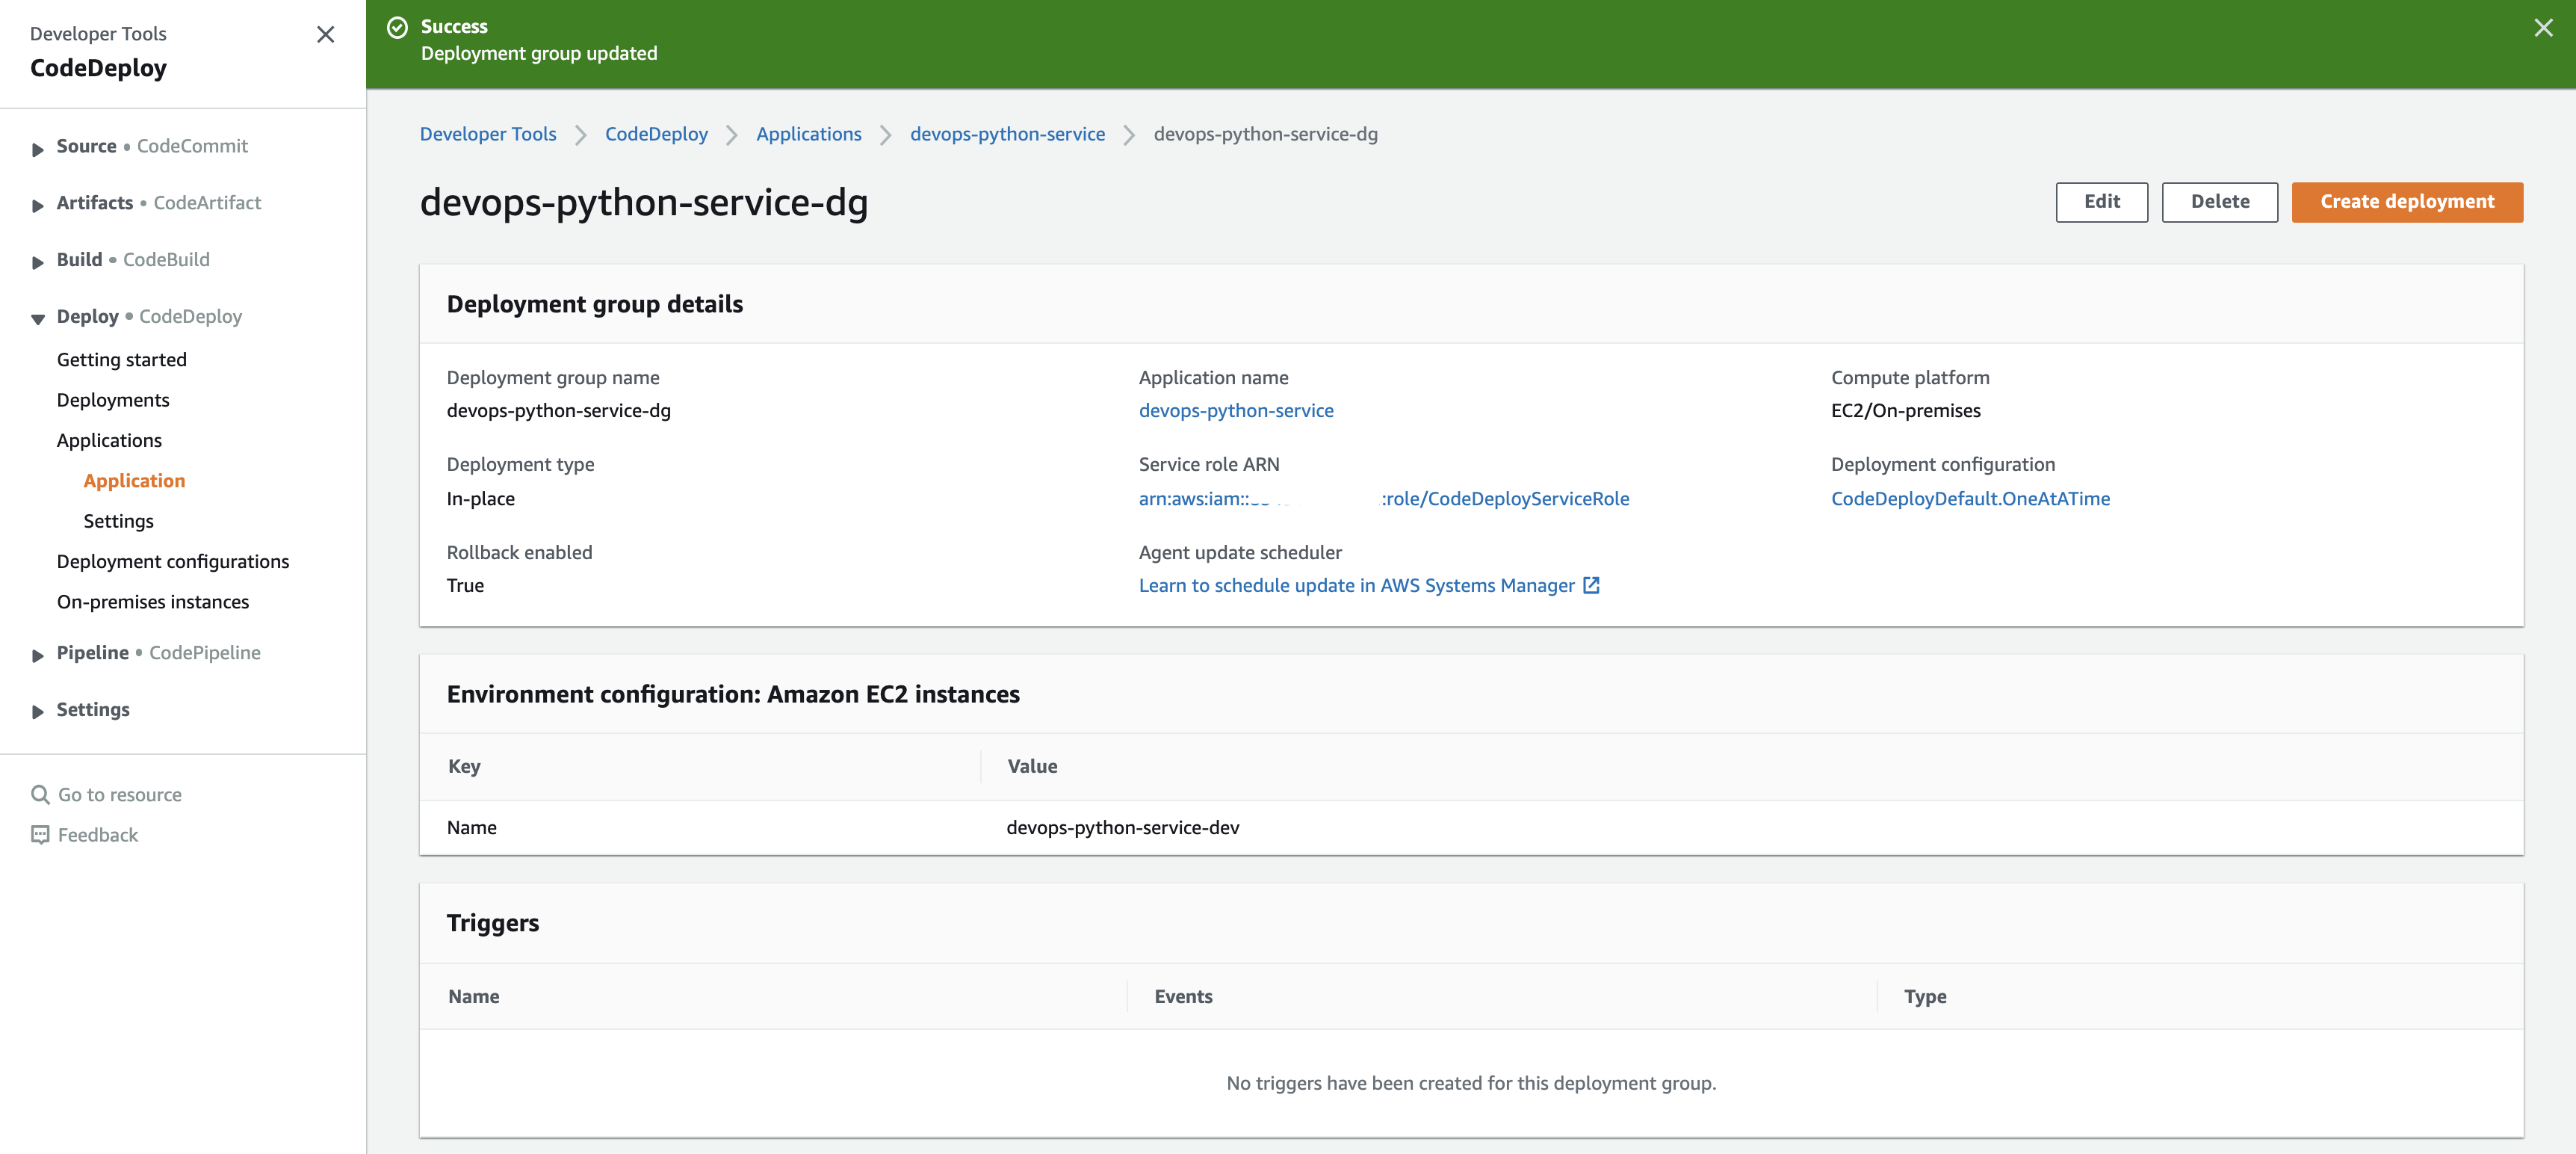 Developer Tools
CodeDeploy
Source • CodeCommit
Artifacts • CodeArtifact
Build • CodeBuild
Deploy • CodeDeploy
Getting started
Deployments
Applications
Application
Settings
Deployment configurations
On-premises instances
Pipeline • CodePipeline
Settings
Go to resource
Feedback
Success
Deployment group updated
Developer Tools > CodeDeploy > Applications > devops-python-service > devops-python-service-dg
devops-python-service-dg
Edit Delete Create deployment
Deployment group details
Deployment group name Application name Compute platform
devops-python-service-dg devops-python-service EC2/On-premises
Deployment type Service role ARN Deployment configuration
In-place arn:aws:iam:: :role/CodeDeployServiceRole CodeDeployDefault.OneAtATime
Rollback enabled Agent update scheduler
True Learn to schedule update in AWS Systems Manager
Environment configuration: Amazon EC2 instances
Key Value
Name devops-python-service-dev
Triggers
Name Events Type
No triggers have been created for this deployment group.